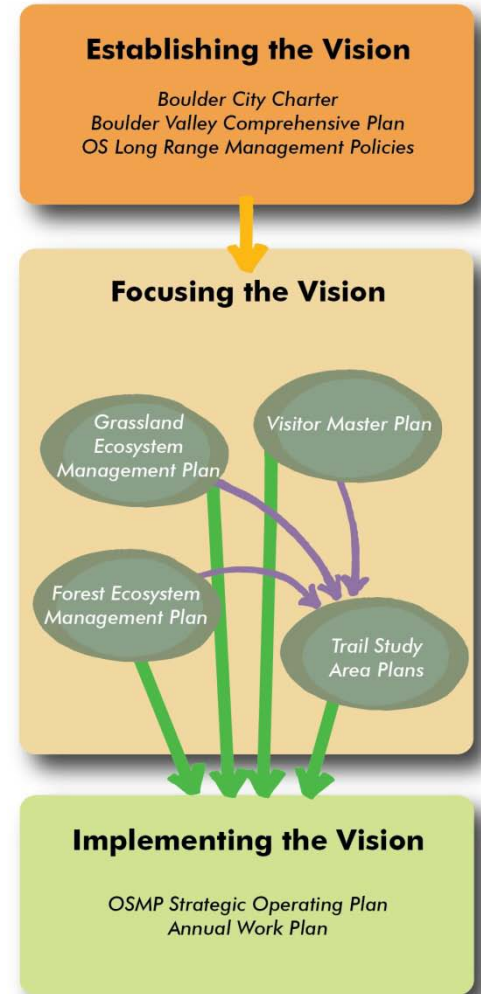 Establishing the Vision
Boulder City Charter
Boulder Valley Comprehensive Plan
OS Long Range Management Policies
Focusing the Vision
Grassland
Ecosystem
Management Plan
Visitor Master Plan
Forest Ecosystem
Management Plan
Trail Study
Area Plans
Implementing the Vision
OSMP Strategic Operating Plan
Annual Work Plan